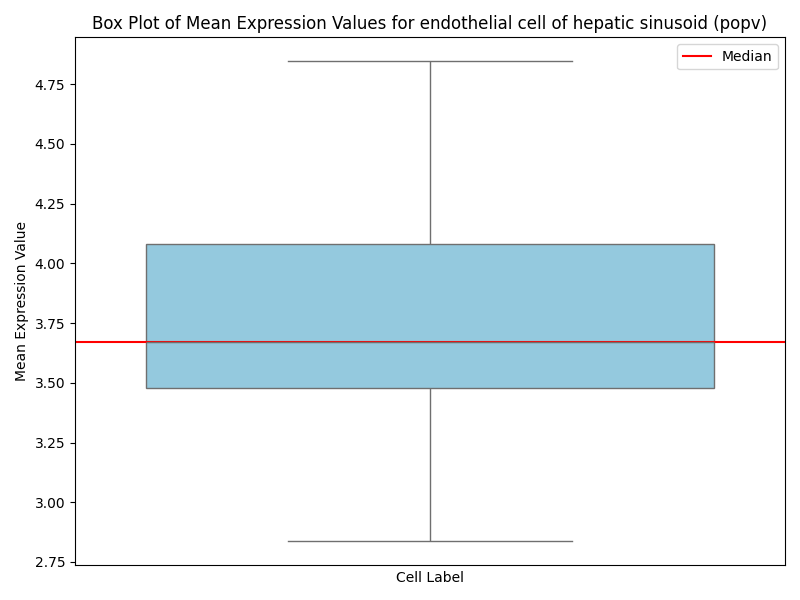 Box Plot of Mean Expression Values for endothelial cell of hepatic sinusoid (popv)
Median
4.75
4.50
4.25
4.00
3.75
3.50
3.25
3.00
2.75
Mean Expression Value
Cell Label